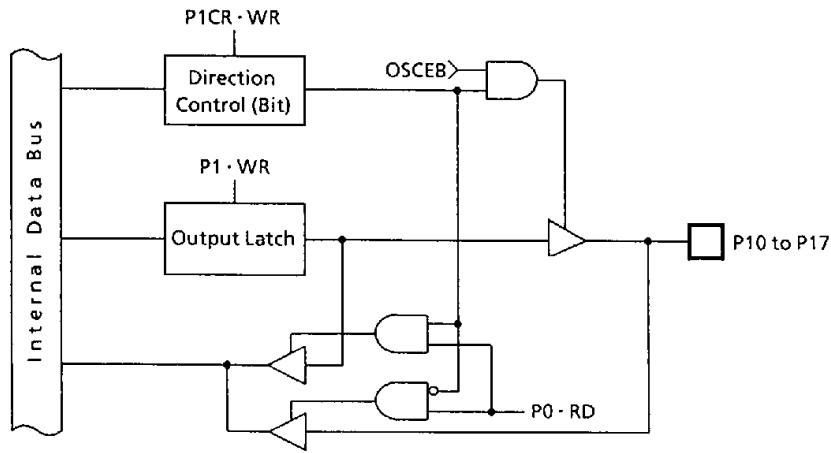 P1CR · WR
OSCEB
Direction
Control (Bit)
P1 · WR
Output Latch
P10 to P17
Internal Data Bus
P0 · RD